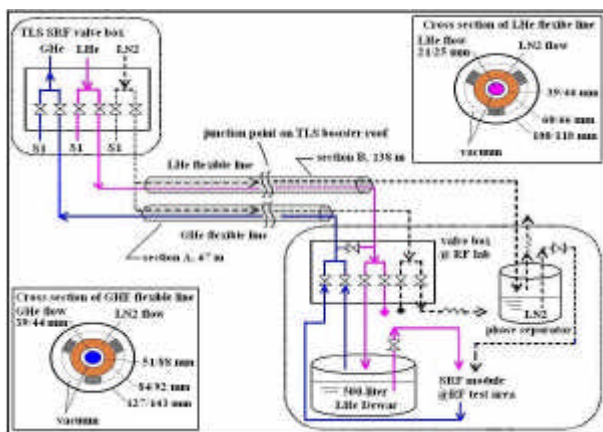 TLS SRF valve box
GHe LHe LN2
S1 S1 S1
Cross section of LHe flexibe line
LHe flow
21/25 mm
LN2 flow
39/44 mm
60/66 mm
100/110 mm
vacuum
junction point on TLS booster roof
section B, 138 m
LHe flexible line
GHe flexible line
section A, 67 m
valve box
@ RF lab
Cross section of GHE flexible line
GHe flow
39/44 mm
LN2 flow
84/92 mm
127/143 mm
vacuum
LN2
phase separator
500-liter
LHe Dewar
SRF module
@RF test area